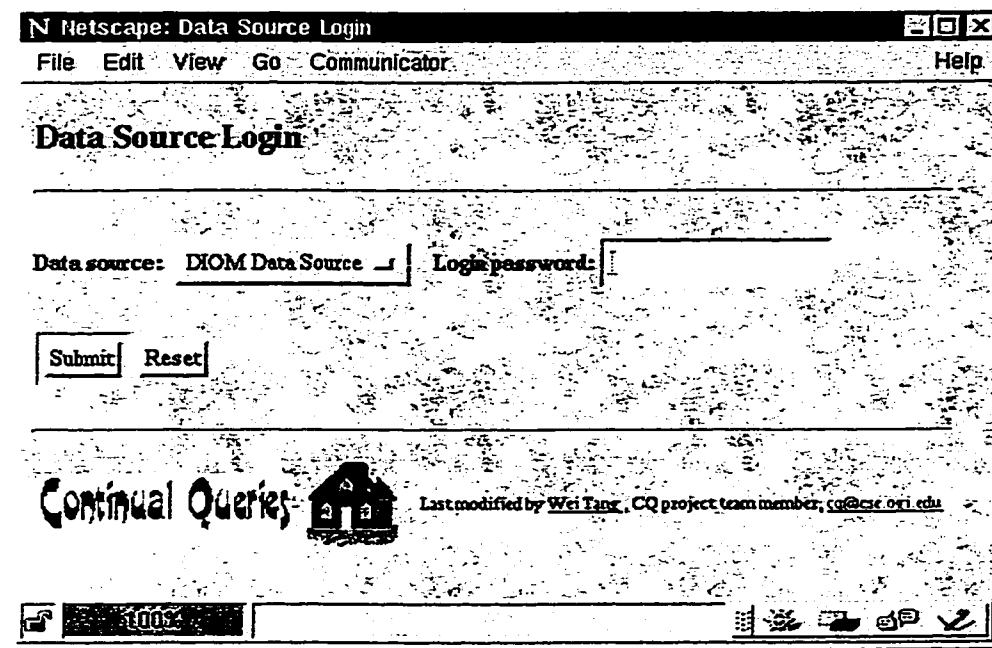 N Netscape: Data Source Login
File Edit View Go Communicator Help
Data Source Login
Data source: DIOM Data Source Login password:
Submit Reset
Continual Queries
Last modified by Wei Tang, CQ project team member, cq@cse.ogi.edu
100%